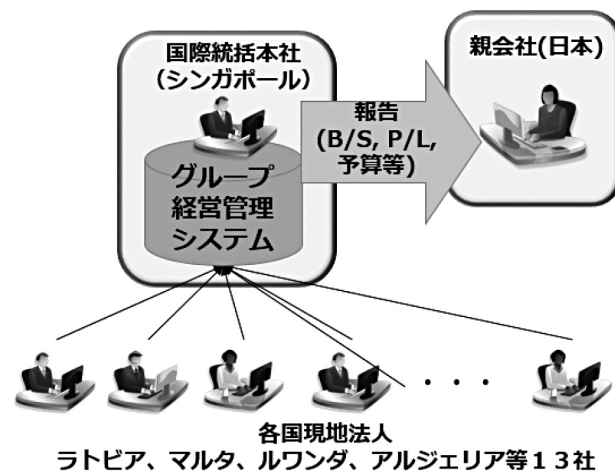 国際統括本社
（シンガポール）
親会社(日本)
報告
(B/S, P/L,
予算等)
グループ
経営管理
システム
・・・
各国現地法人
ラトビア、マルタ、ルワンダ、アルジェリア等１３社